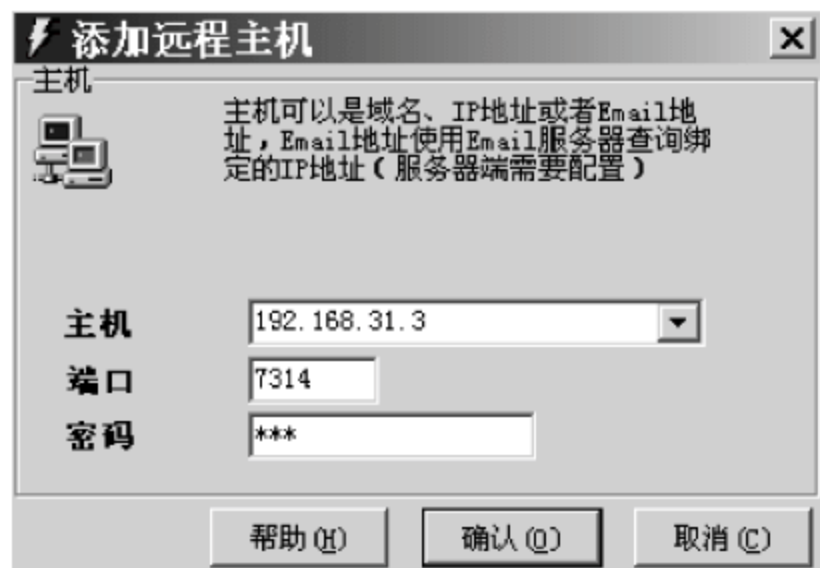 添加远程主机
主机
主机可以是域名、IP地址或者Email地
址，Email地址使用Email服务器查询绑
定的IP地址（服务器端需要配置）
主机 192.168.31.3
端口 7314
密码 ***
帮助(H) 确认(O) 取消(C)